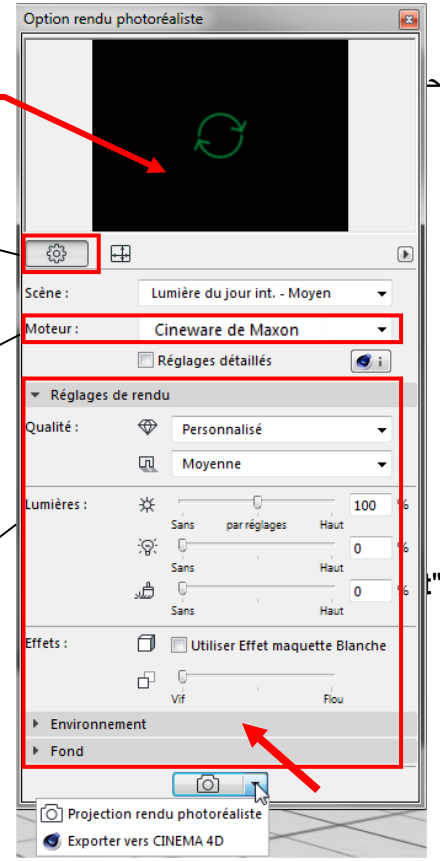 Option rendu photoréaliste
Scène : Lumière du jour int. - Moyen
Moteur : Cineware de Maxon
Réglages détaillés i
Réglages de rendu
Qualité : Personnalisé
Moyenne
Lumières : 100 %
Sans par réglages Haut
0 %
Sans Haut
0 %
Sans Haut
t"
Effets : Utiliser Effet maquette Blanche
Vif Flou
Environnement
Fond
Projection rendu photoréaliste
Exporter vers CINEMA 4D